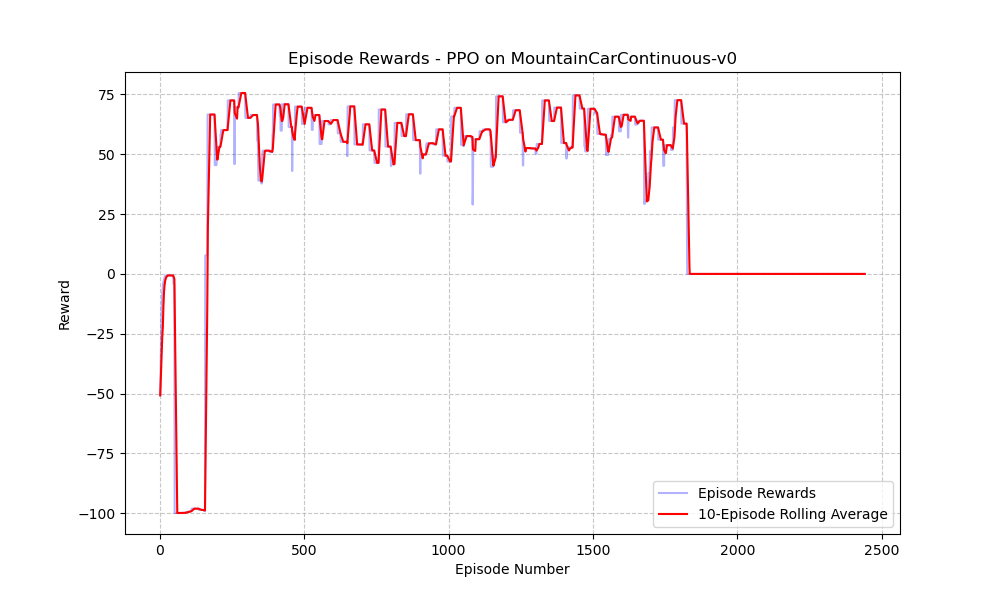 Episode Rewards - PPO on MountainCarContinuous-v0
75
50
25
0
−25
−50
−75
−100
Reward
0
500
1000
1500
2000
2500
Episode Number
Episode Rewards
10-Episode Rolling Average